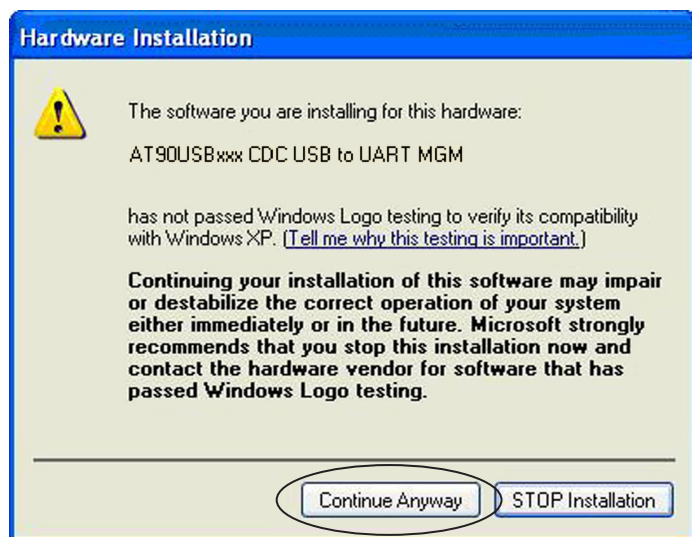 Hardware Installation
The software you are installing for this hardware:
AT90USBxxx CDC USB to UART MGM
has not passed Windows Logo testing to verify its compatibility
with Windows XP. (Tell me why this testing is important.)
Continuing your installation of this software may impair
or destabilize the correct operation of your system
either immediately or in the future. Microsoft strongly
recommends that you stop this installation now and
contact the hardware vendor for software that has
passed Windows Logo testing.
Continue Anyway
STOP Installation